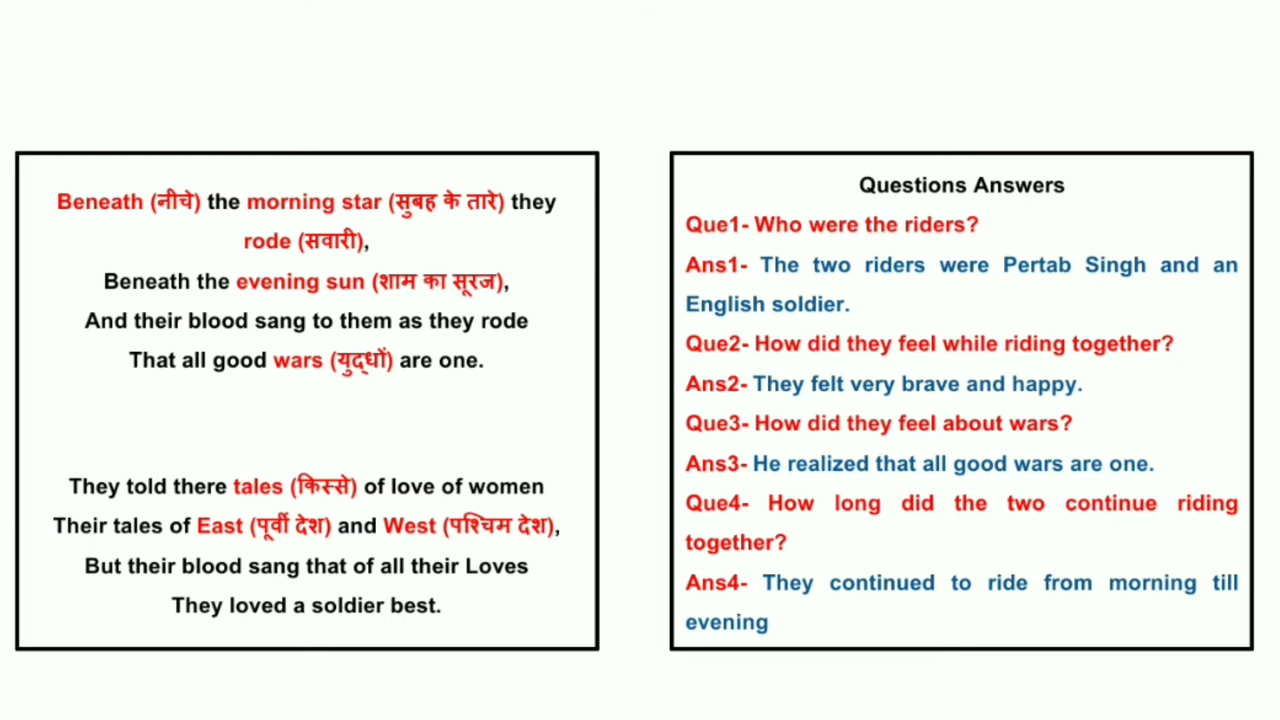 Beneath (नीचे) the morning star (सुबह के तारे) they
rode (सवारी),
Beneath the evening sun (शाम का सूरज),
And their blood sang to them as they rode
That all good wars (युद्धों) are one.
They told there tales (किस्से) of love of women
Their tales of East (पूर्वी देश) and West (पश्चिम देश),
But their blood sang that of all their Loves
They loved a soldier best.
Questions Answers
Que1- Who were the riders?
Ans1- The two riders were Pertab Singh and an
English soldier.
Que2- How did they feel while riding together?
Ans2- They felt very brave and happy.
Que3- How did they feel about wars?
Ans3- He realized that all good wars are one.
Que4- How long did the two continue riding
together?
Ans4- They continued to ride from morning till
evening